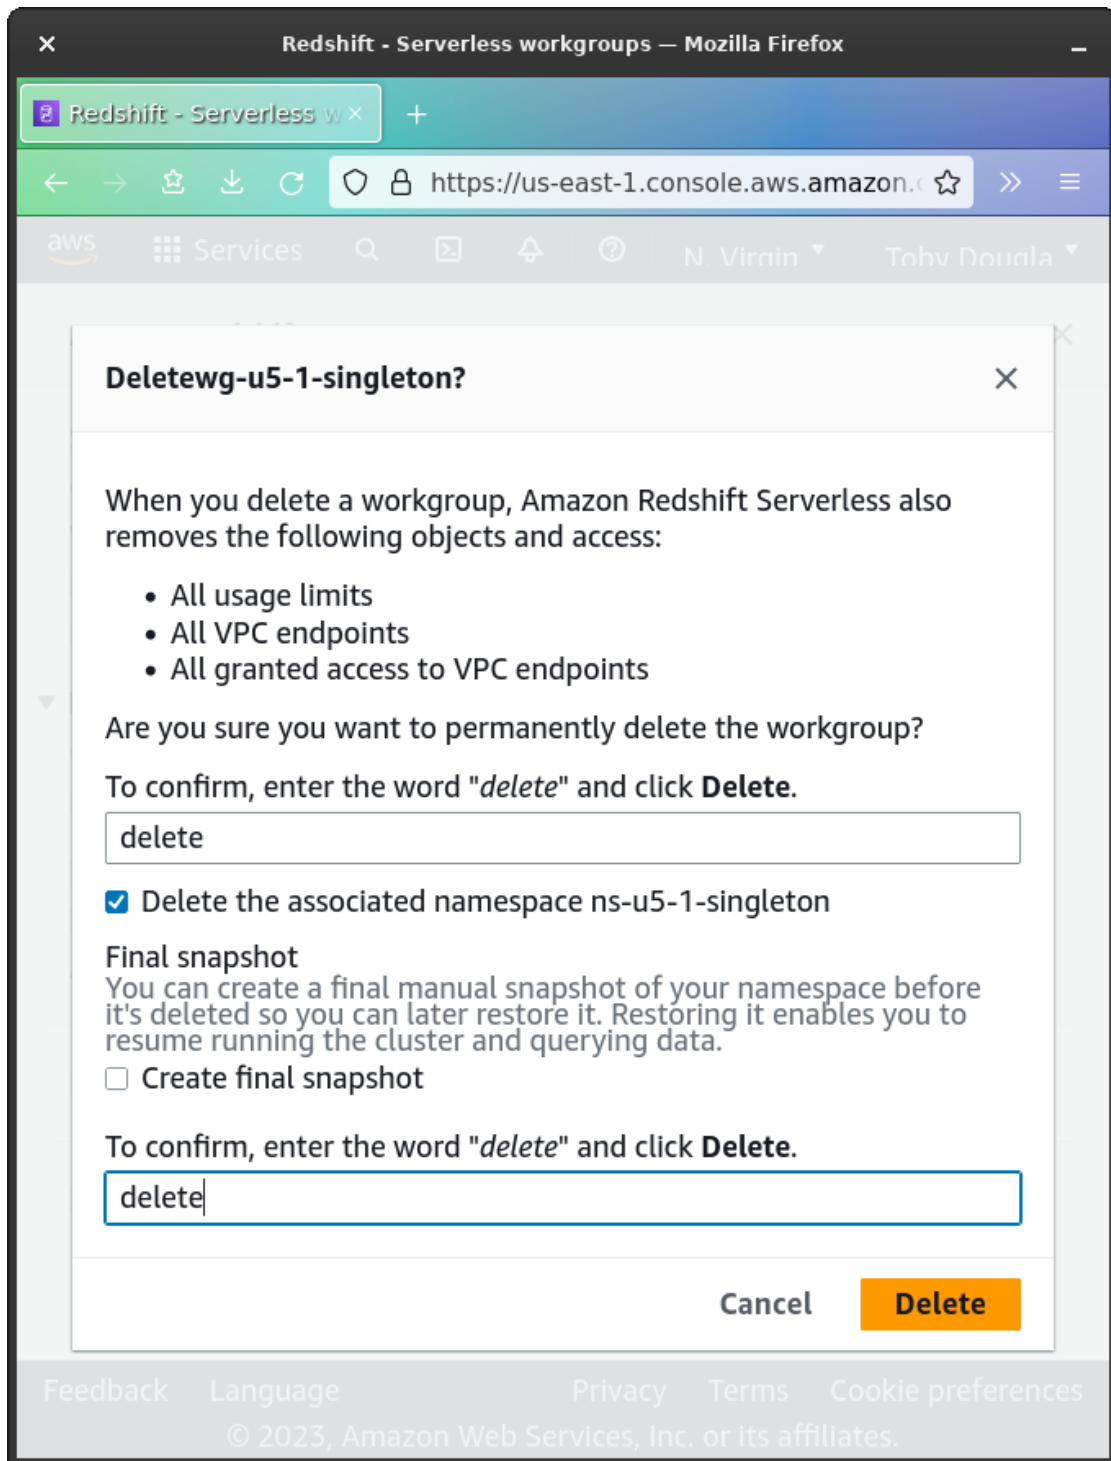 Redshift - Serverless workgroups — Mozilla Firefox
Redshift - Serverless w
https://us-east-1.console.aws.amazon.c
aws Services N. Virgin Toby Dougla
Deletewg-u5-1-singleton?
When you delete a workgroup, Amazon Redshift Serverless also
removes the following objects and access:
• All usage limits
• All VPC endpoints
• All granted access to VPC endpoints
Are you sure you want to permanently delete the workgroup?
To confirm, enter the word "delete" and click Delete.
delete
Delete the associated namespace ns-u5-1-singleton
Final snapshot
You can create a final manual snapshot of your namespace before
it's deleted so you can later restore it. Restoring it enables you to
resume running the cluster and querying data.
Create final snapshot
To confirm, enter the word "delete" and click Delete.
delete
Cancel Delete
Feedback Language Privacy Terms Cookie preferences
© 2023, Amazon Web Services, Inc. or its affiliates.